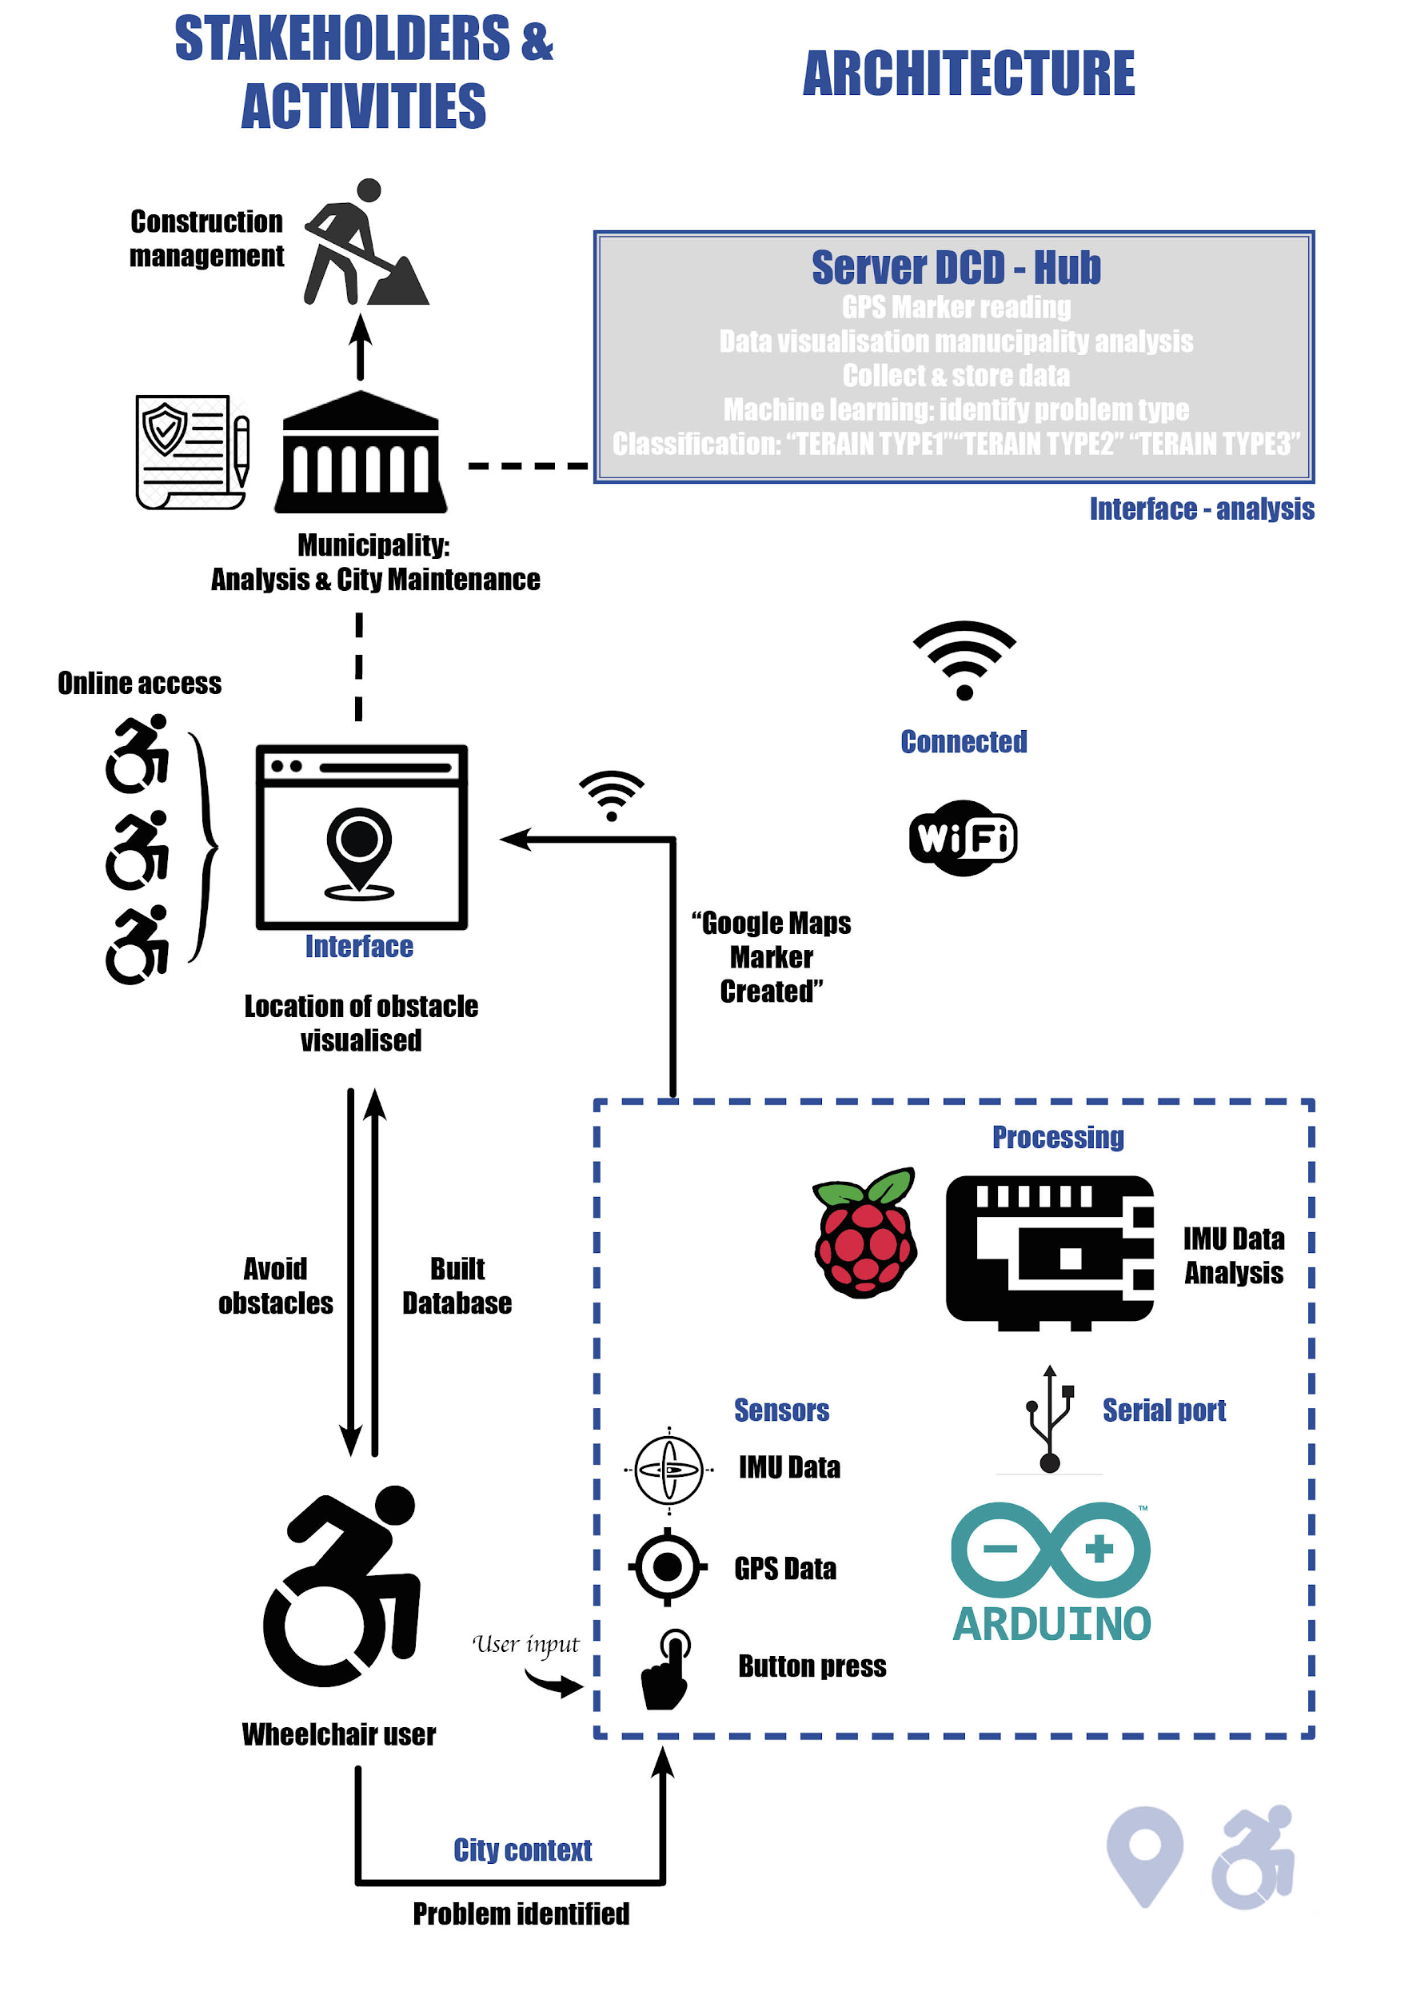 STAKEHOLDERS &
ACTIVITIES
ARCHITECTURE
Construction
management
Server DCD - Hub
GPS Marker reading
Data visualisation manucipality analysis
Collect & store data
Machine learning: identify problem type
Classification: “TERAIN TYPE1”“TERAIN TYPE2” “TERAIN TYPE3”
Interface - analysis
Municipality:
Analysis & City Maintenance
Online access
Connected
WiFi
Interface
Location of obstacle
visualised
“Google Maps
Marker
Created”
Avoid
obstacles
Built
Database
Processing
IMU Data
Analysis
Sensors
Serial port
IMU Data
GPS Data
Button press
ARDUINO
TM
User input
Wheelchair user
City context
Problem identified